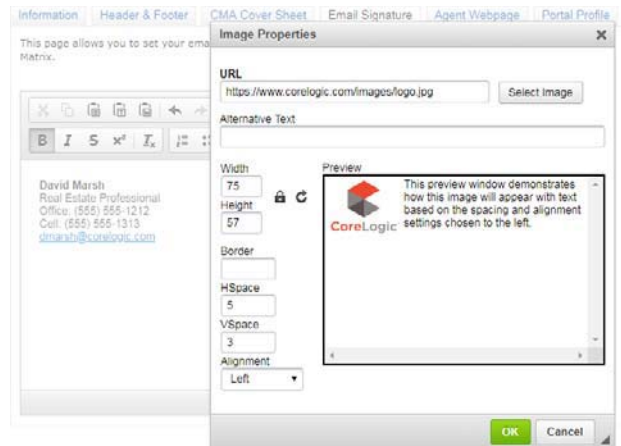 Information Header & Footer CMA Cover Sheet Email Signature Agent Webpage Portal Profile
This page allows you to set your ema
Matrix.
Image Properties
URL
https://www.corelogic.com/images/logo.jpg Select Image
Alternative Text
Width
75
Height
57
Border
HSpace
5
VSpace
3
Alignment
Left
Preview
This preview window demonstrates
how this image will appear with text
based on the spacing and alignment
settings chosen to the left.
CoreLogic
B I S x² Tx
David Marsh
Real Estate Professional
Office: (555) 555-1212
Cell: (555) 555-1313
dmarsh@corelogic.com
OK Cancel